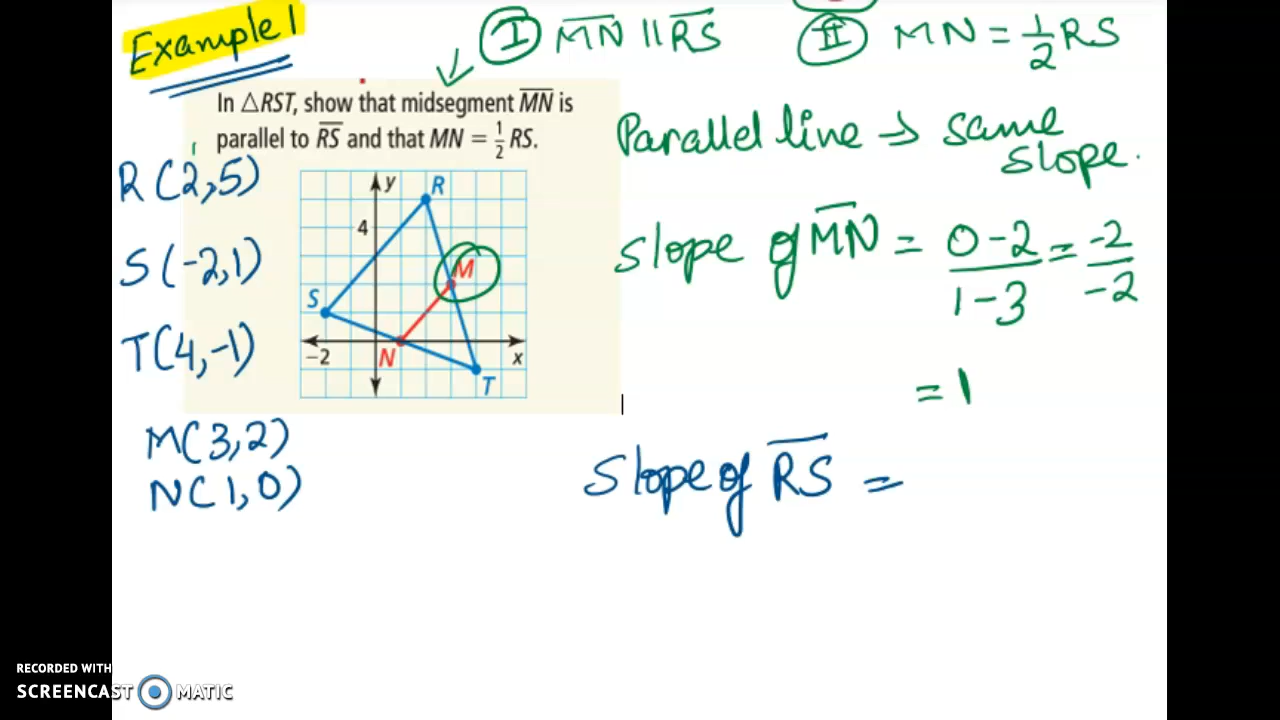 Example 1
I MN || RS
II MN = 1/2 RS
In △RST, show that midsegment MN is
parallel to RS and that MN = 1/2 RS.
Parallel line → same
slope.
R(2,5)
S(-2,1)
T(4,-1)
M(3,2)
N(1,0)
y
R
4
M
S
-2
N
x
T
Slope of MN = 0-2/1-3 = -2/-2
= 1
Slope of RS =
RECORDED WITH
SCREENCAST MATIC